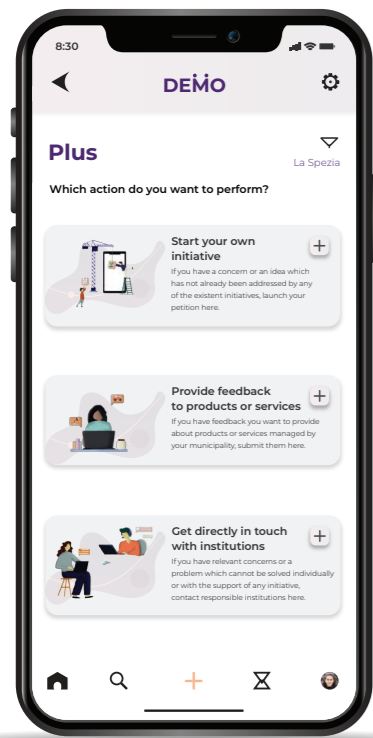 8:30
DEMO
Plus
La Spezia
Which action do you want to perform?
Start your own
initiative
If you have a concern or an idea which
has not already been addressed by any
of the existent initiatives, launch your
petition here.
Provide feedback
to products or services
If you have feedback you want to provide
about products or services managed by
your municipality, submit them here.
Get directly in touch
with institutions
If you have relevant concerns or a
problem which cannot be solved individually
or with the support of any initiative,
contact responsible institutions here.